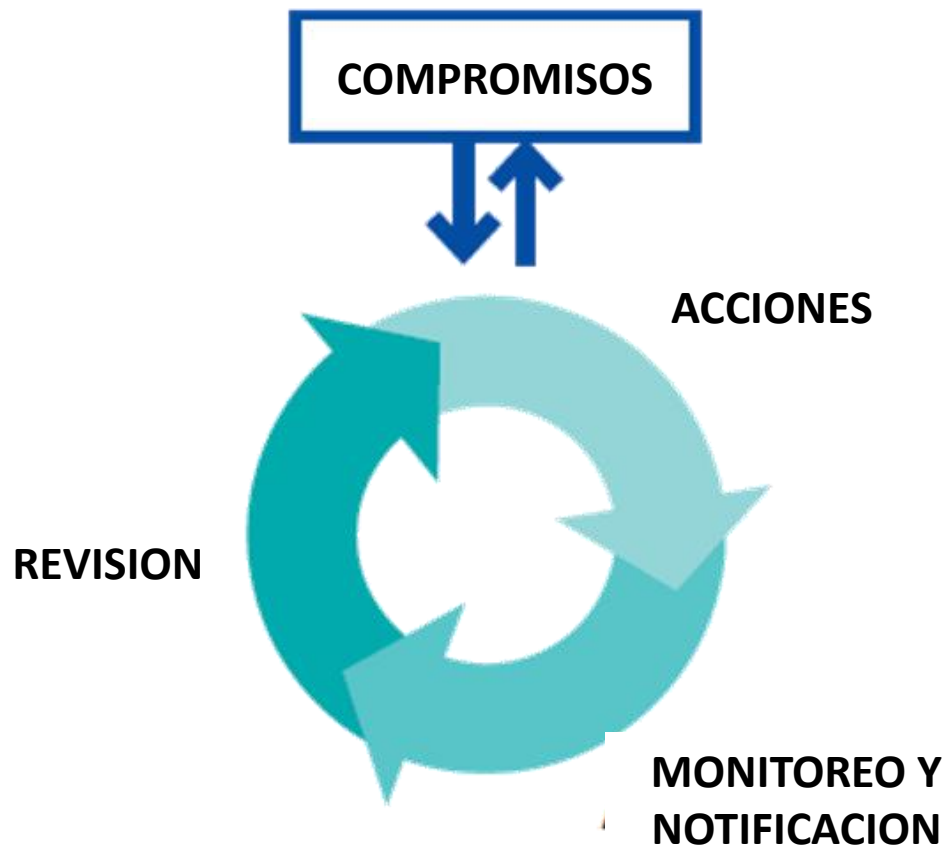 COMPROMISOS
ACCIONES
REVISION
MONITOREO Y
NOTIFICACION